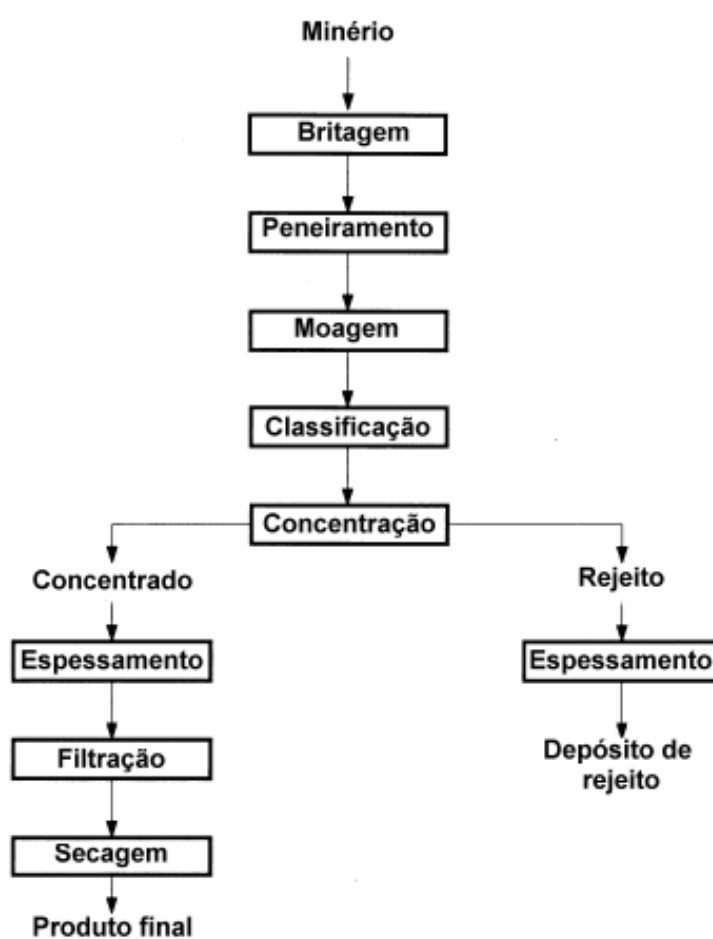 Minério
Britagem
Peneiramento
Moagem
Classificação
Concentração
Concentrado
Rejeito
Espessamento
Espessamento
Filtração
Depósito de
rejeito
Secagem
Produto final